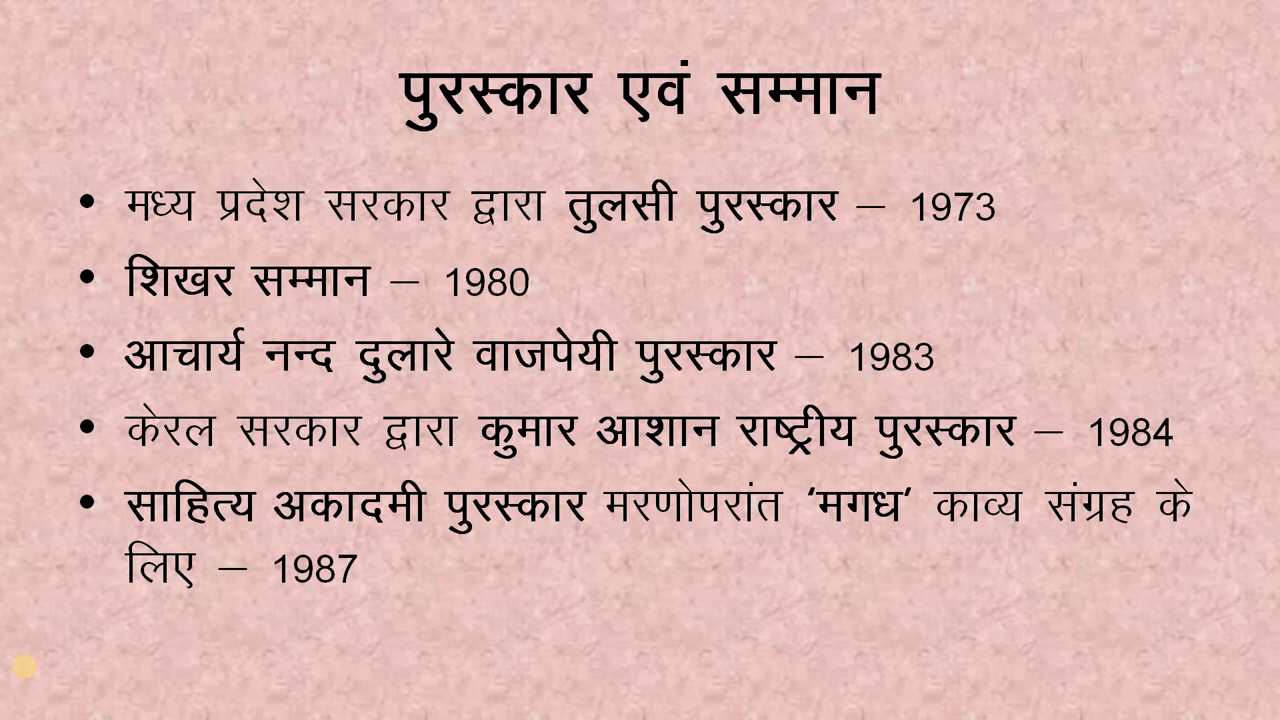 पुरस्कार एवं सम्मान
• मध्य प्रदेश सरकार द्वारा तुलसी पुरस्कार – 1973
• शिखर सम्मान – 1980
• आचार्य नन्द दुलारे वाजपेयी पुरस्कार – 1983
• केरल सरकार द्वारा कुमार आशान राष्ट्रीय पुरस्कार – 1984
• साहित्य अकादमी पुरस्कार मरणोपरांत ‘मगध’ काव्य संग्रह के
लिए – 1987